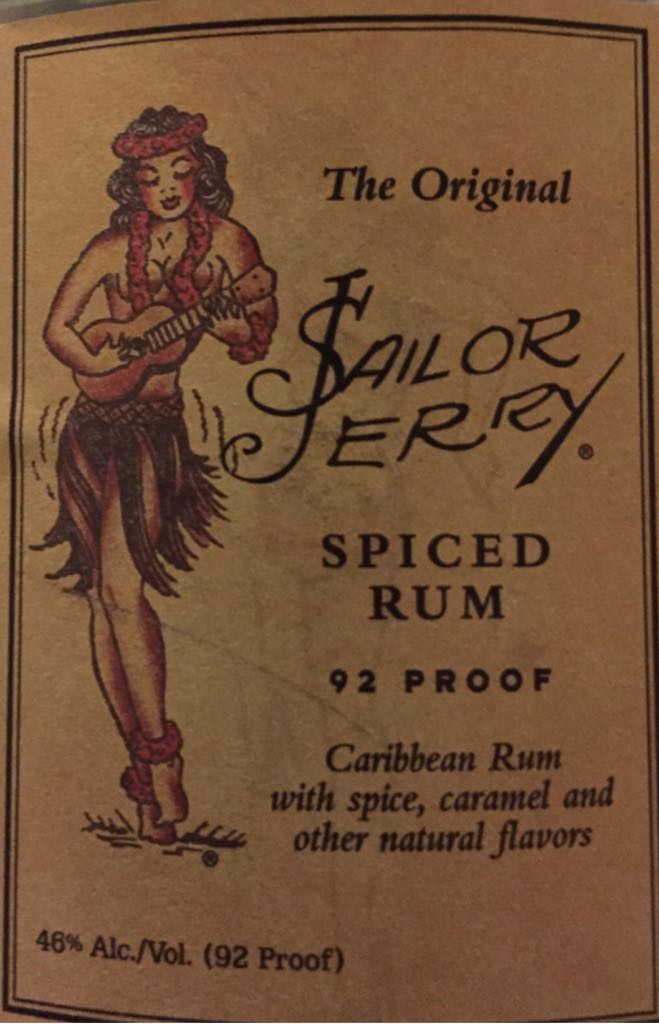 The Original
SAILOR
JERRY®
SPICED
RUM
92 PROOF
Caribbean Rum
with spice, caramel and
other natural flavors
®
46% Alc./Vol. (92 Proof)